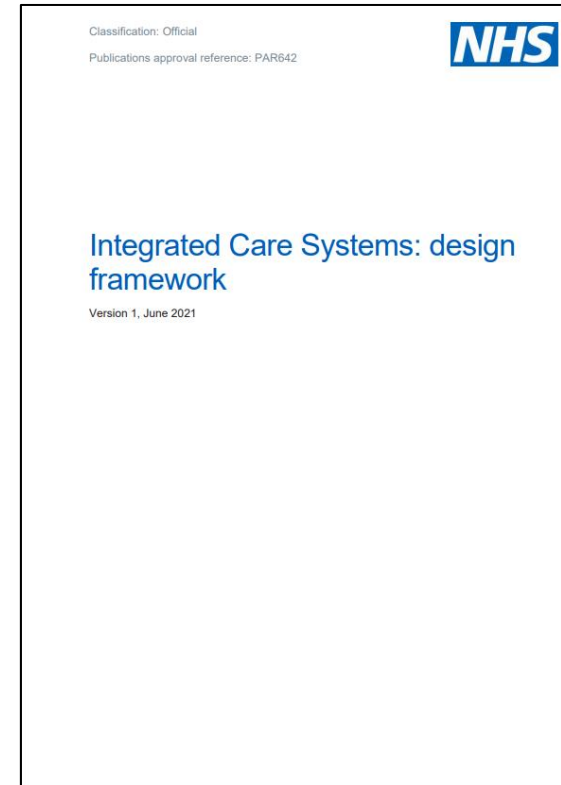 Classification: Official
Publications approval reference: PAR642
NHS
Integrated Care Systems: design
framework
Version 1, June 2021